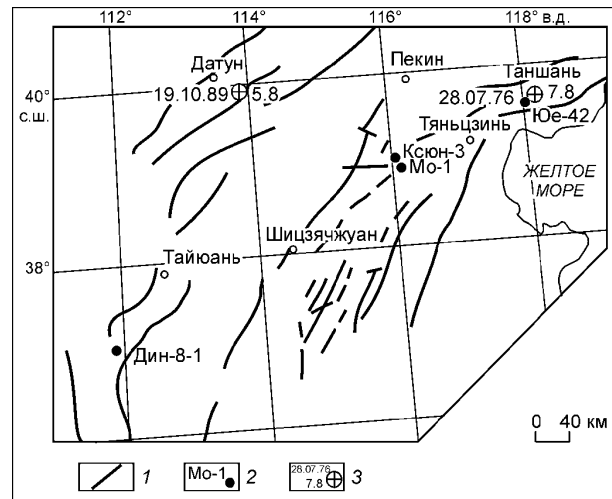 112° 114° 116° 118° в.д.
Датун
Пекин
Таншань
40°
с.ш.
19.10.89 5.8
28.07.76 7.8
Юе-42
Тяньцзинь
Ксюн-3
Мо-1
ЖЕЛТОЕ
МОРЕ
Шицзячжуан
38°
Тайюань
Дин-8-1
0 40 км
1 Мо-1 2 28.07.76 7.8 3